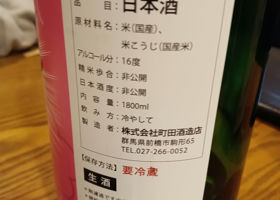 品目：日本酒
原材料名：米(国産)、
米こうじ(国産米)
アルコール分：16度
精米歩合：非公開
日本酒度：非公開
内容量：1800ml
飲み方：冷やして
製造者：株式会社町田酒造店
群馬県前橋市駒形65
TEL.027-266-0052
【保存方法】要冷蔵
生酒